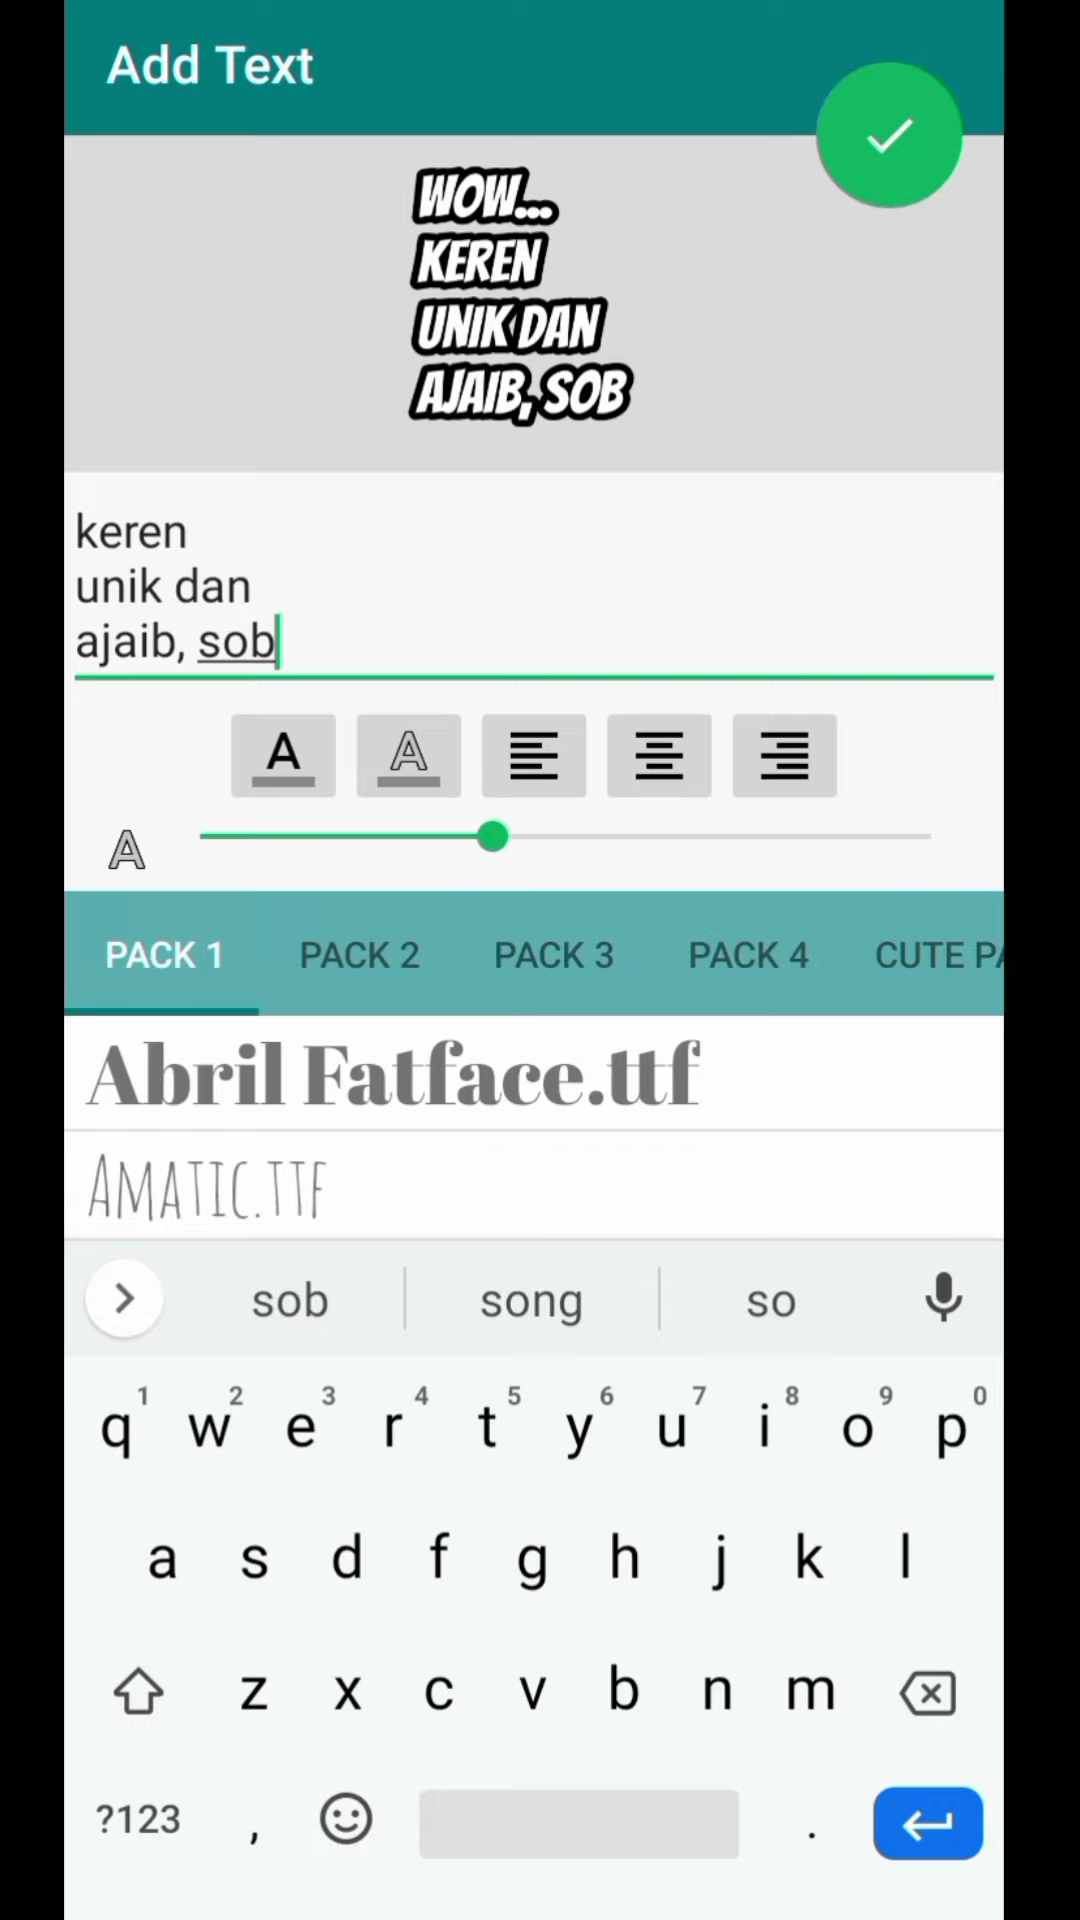 Add Text
WOW...
KEREN
UNIK DAN
AJAIB, SOB
keren
unik dan
ajaib, sob
A A
A
PACK 1 PACK 2 PACK 3 PACK 4 CUTE PA
Abril Fatface.ttf
Amatic.ttf
sob song so
1 2 3 4 5 6 7 8 9 0
q w e r t y u i o p
a s d f g h j k l
z x c v b n m
?123 , .